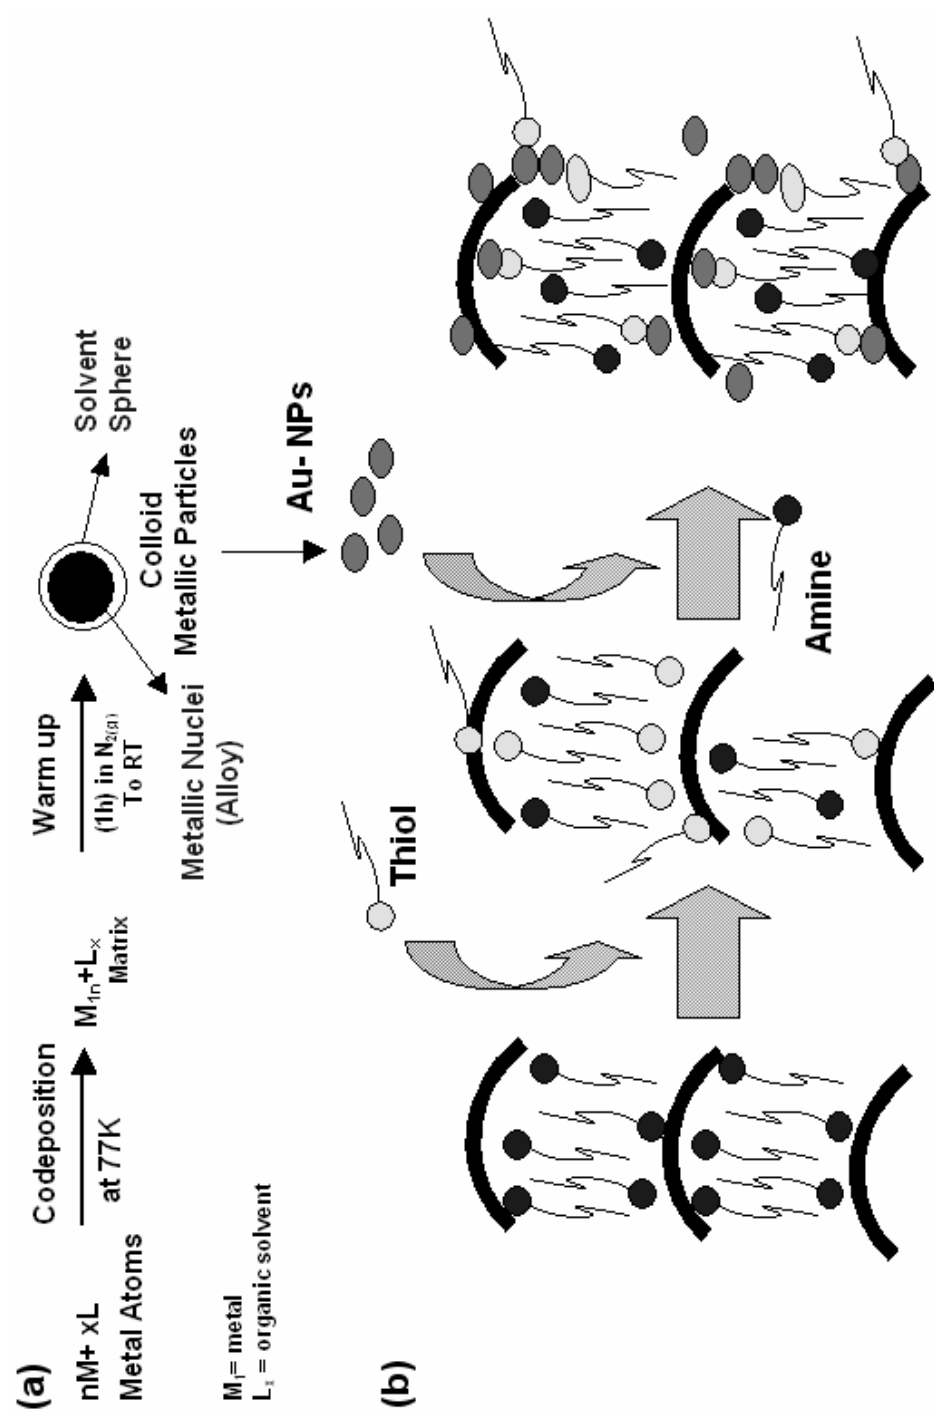 (a)
nM+ xL
Metal Atoms
Codeposition
at 77K
M₁ₙ+Lₓ
Matrix
Warm up
(1h) in N₂₍g₎
To RT
Solvent
Sphere
Colloid
Metallic Particles
Metallic Nuclei
(Alloy)
M₁= metal
Lₓ = organic solvent
Au- NPs
(b)
Thiol
Amine